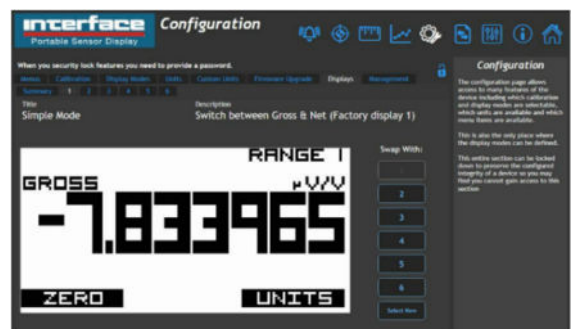 interface
Portable Sensor Display
Configuration
When you security lock features you need to provide a password.
Menus Calibration Display Modes Units Custom Units Firmware Upgrade Displays Management
Summary 1 2 3 4 5 6
Title
Simple Mode
Description
Switch between Gross & Net (Factory display 1)
RANGE 1
GROSS
µV/V
-7.833965
ZERO
UNITS
Swap With:
2
3
4
5
6
Select New
Configuration
The configuration page allows
access to many features of the
device including which calibration
and display modes are selectable,
which units are available and which
menu items are available.
This is also the only place where
the display modes can be defined.
This entire section can be locked
down to preserve the configured
integrity of a device so you may
find you cannot gain access to this
section